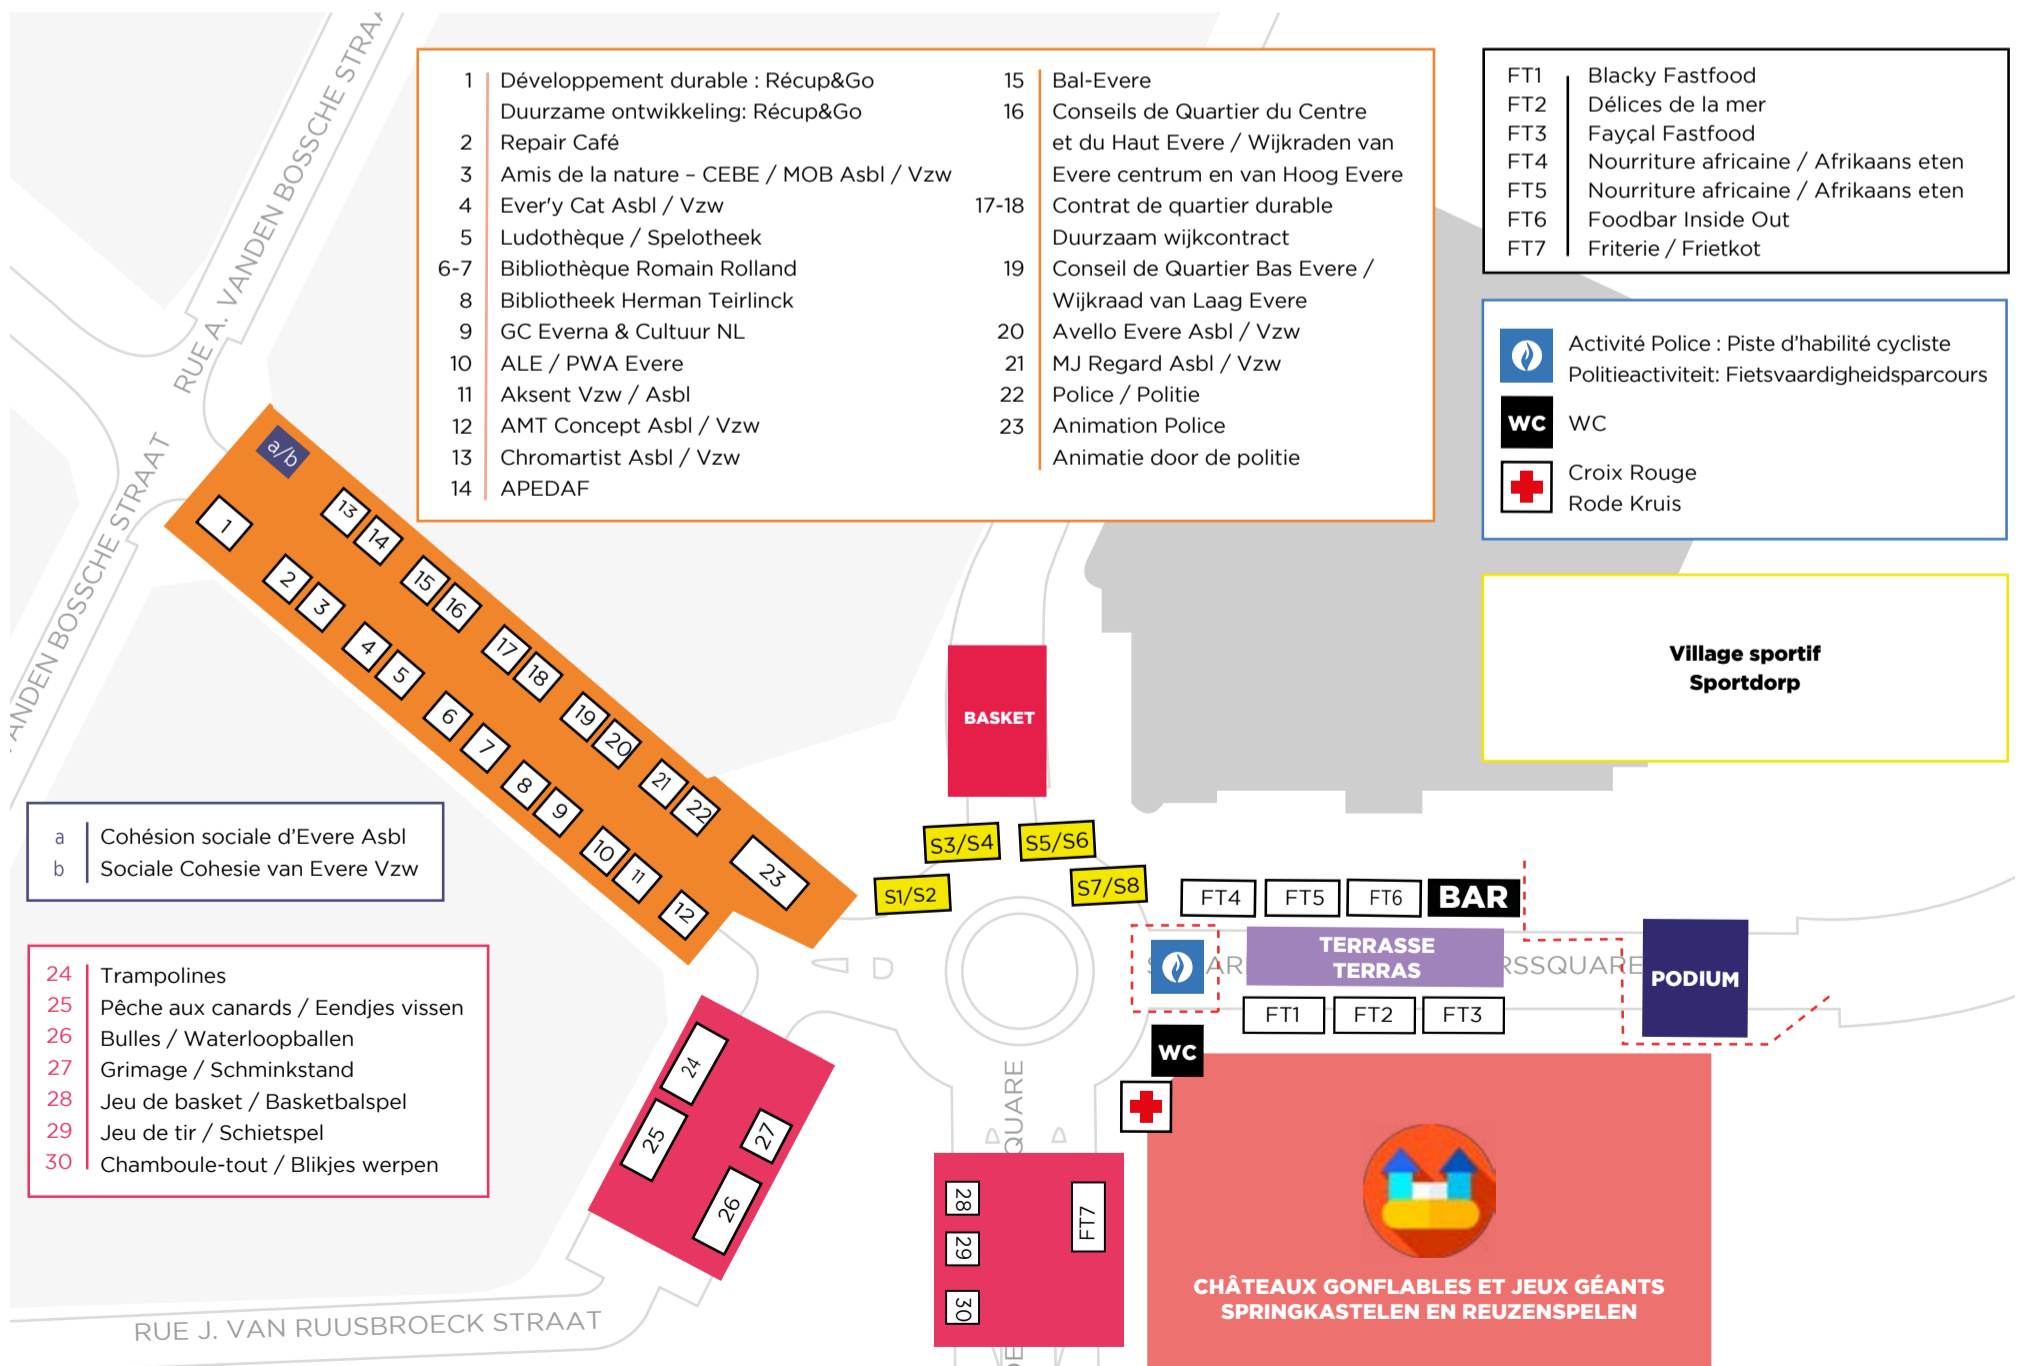 RUE A. VANDEN BOSSCHE STRA
VANDEN BOSSCHE STRAAT
1 Développement durable : Récup&Go
Duurzame ontwikkeling: Récup&Go
2 Repair Café
3 Amis de la nature – CEBE / MOB Asbl / Vzw
4 Ever'y Cat Asbl / Vzw
5 Ludothèque / Spelotheek
6-7 Bibliothèque Romain Rolland
8 Bibliotheek Herman Teirlinck
9 GC Everna & Cultuur NL
10 ALE / PWA Evere
11 Aksent Vzw / Asbl
12 AMT Concept Asbl / Vzw
13 Chromartist Asbl / Vzw
14 APEDAF
15 Bal-Evere
16 Conseils de Quartier du Centre
et du Haut Evere / Wijkraden van
Evere centrum en van Hoog Evere
17-18 Contrat de quartier durable
Duurzaam wijkcontract
19 Conseil de Quartier Bas Evere /
Wijkraad van Laag Evere
20 Avello Evere Asbl / Vzw
21 MJ Regard Asbl / Vzw
22 Police / Politie
23 Animation Police
Animatie door de politie
FT1 Blacky Fastfood
FT2 Délices de la mer
FT3 Fayçal Fastfood
FT4 Nourriture africaine / Afrikaans eten
FT5 Nourriture africaine / Afrikaans eten
FT6 Foodbar Inside Out
FT7 Friterie / Frietkot
Activité Police : Piste d'habilité cycliste
Politieactiviteit: Fietsvaardigheidsparcours
WC WC
Croix Rouge
Rode Kruis
Village sportif
Sportdorp
a/b
1
2
3
4
5
6
7
8
9
10
11
12
13
14
15
16
17
18
19
20
21
22
23
BASKET
S1/S2
S3/S4
S5/S6
S7/S8
FT4
FT5
FT6
BAR
TERRASSE
TERRAS
AR
RSSQUARE
PODIUM
FT1
FT2
FT3
WC
a Cohésion sociale d'Evere Asbl
b Sociale Cohesie van Evere Vzw
24 Trampolines
25 Pêche aux canards / Eendjes vissen
26 Bulles / Waterloopballen
27 Grimage / Schminkstand
28 Jeu de basket / Basketbalspel
29 Jeu de tir / Schietspel
30 Chamboule-tout / Blikjes werpen
24
25
26
27
QUARE
DE
28
29
30
FT7
CHÂTEAUX GONFLABLES ET JEUX GÉANTS
SPRINGKASTELEN EN REUZENSPELEN
RUE J. VAN RUUSBROECK STRAAT